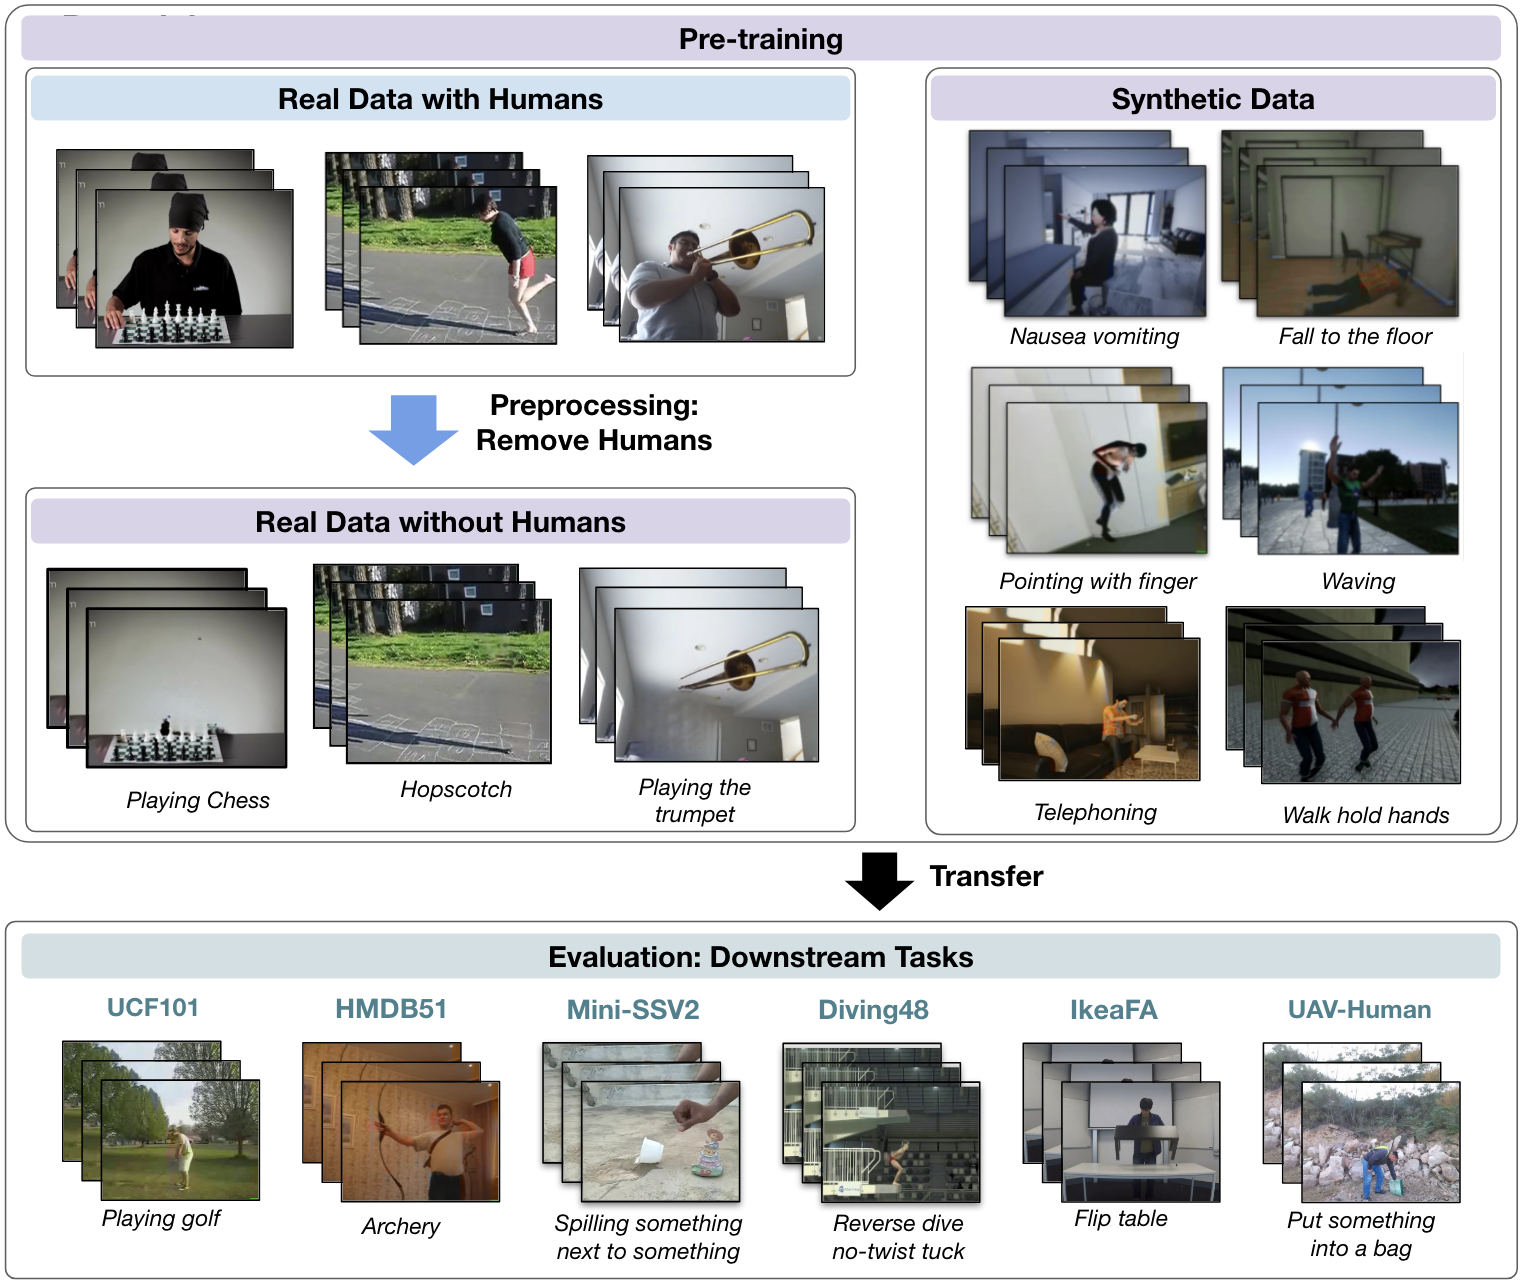 Pre-training
Real Data with Humans
Synthetic Data
Nausea vomiting
Fall to the floor
Preprocessing:
Remove Humans
Pointing with finger
Waving
Real Data without Humans
Playing Chess
Hopscotch
Playing the
trumpet
Telephoning
Walk hold hands
Transfer
Evaluation: Downstream Tasks
UCF101
HMDB51
Mini-SSV2
Diving48
IkeaFA
UAV-Human
Playing golf
Archery
Spilling something
next to something
Reverse dive
no-twist tuck
Flip table
Put something
into a bag